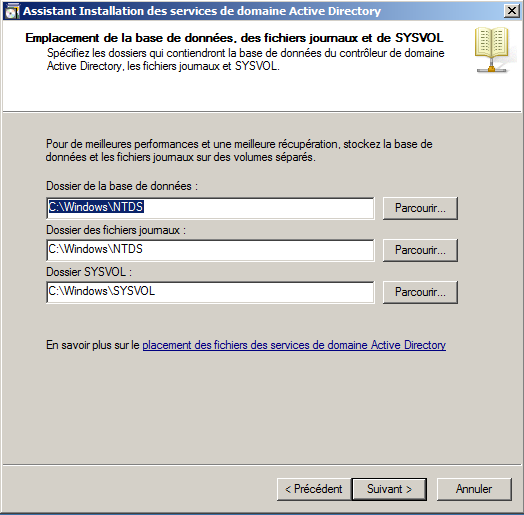 Assistant Installation des services de domaine Active Directory
Emplacement de la base de données, des fichiers journaux et de SYSVOL
Spécifiez les dossiers qui contiendront la base de données du contrôleur de domaine
Active Directory, les fichiers journaux et SYSVOL.
Pour de meilleures performances et une meilleure récupération, stockez la base de
données et les fichiers journaux sur des volumes séparés.
Dossier de la base de données :
C:\Windows\NTDS
Parcourir...
Dossier des fichiers journaux :
C:\Windows\NTDS
Parcourir...
Dossier SYSVOL :
C:\Windows\SYSVOL
Parcourir...
En savoir plus sur le placement des fichiers des services de domaine Active Directory
< Précédent
Suivant >
Annuler